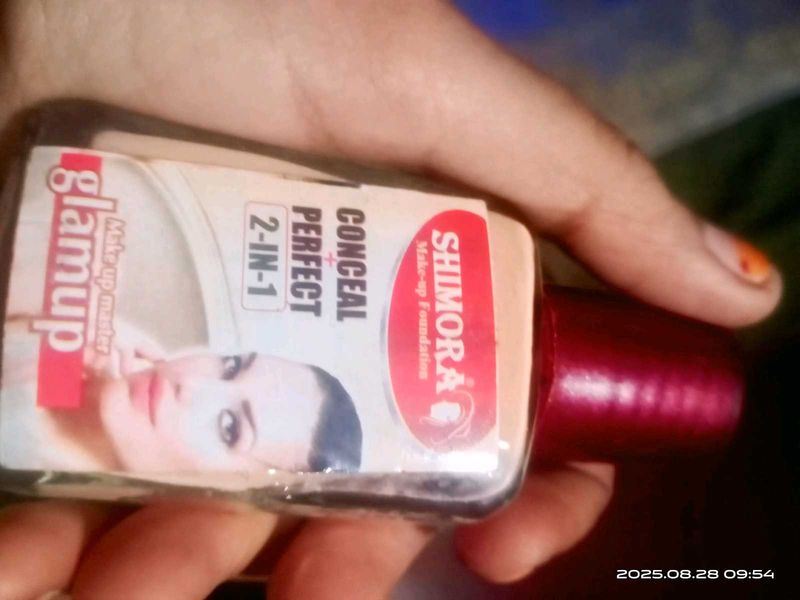 SHIMORA®
Make-up Foundation
CONCEAL
+
PERFECT
2-IN-1
Make up master
glamup
2025.08.28 09:54